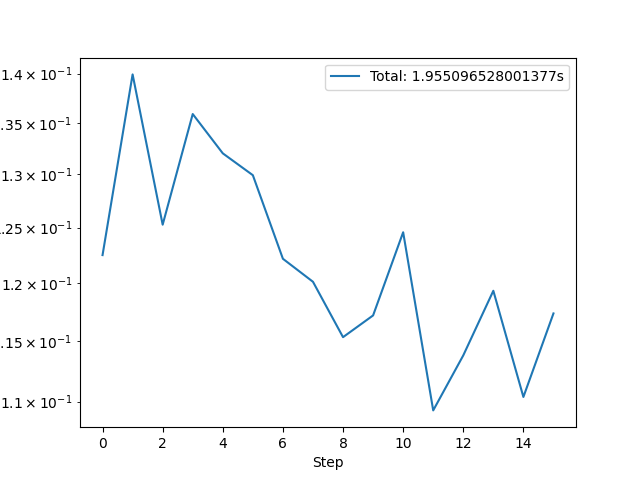 Total: 1.955096528001377s
1.4 × 10⁻¹
.35 × 10⁻¹
1.3 × 10⁻¹
.25 × 10⁻¹
1.2 × 10⁻¹
.15 × 10⁻¹
1.1 × 10⁻¹
0 2 4 6 8 10 12 14
Step